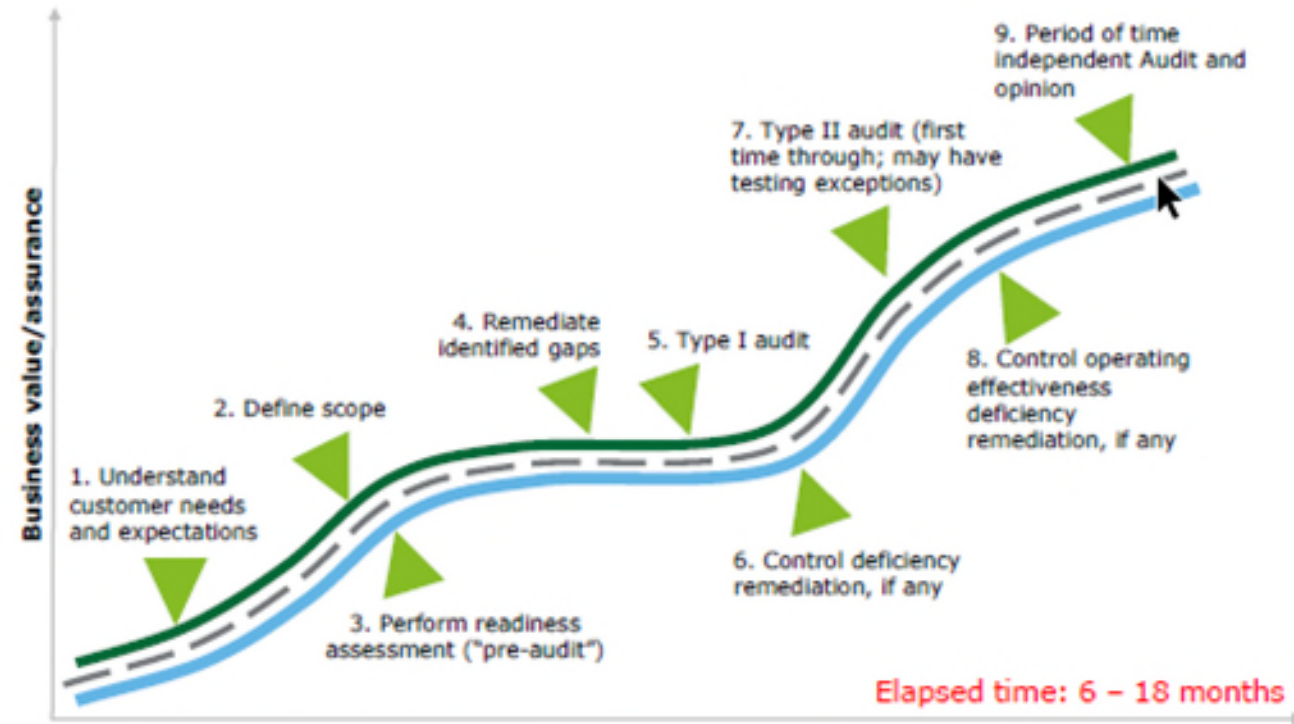 Business value/assurance
1. Understand
customer needs
and expectations
2. Define scope
3. Perform readiness
assessment ("pre-audit")
4. Remediate
identified gaps
5. Type I audit
6. Control deficiency
remediation, if any
7. Type II audit (first
time through; may have
testing exceptions)
8. Control operating
effectiveness
deficiency
remediation, if any
9. Period of time
independent Audit and
opinion
Elapsed time: 6 – 18 months